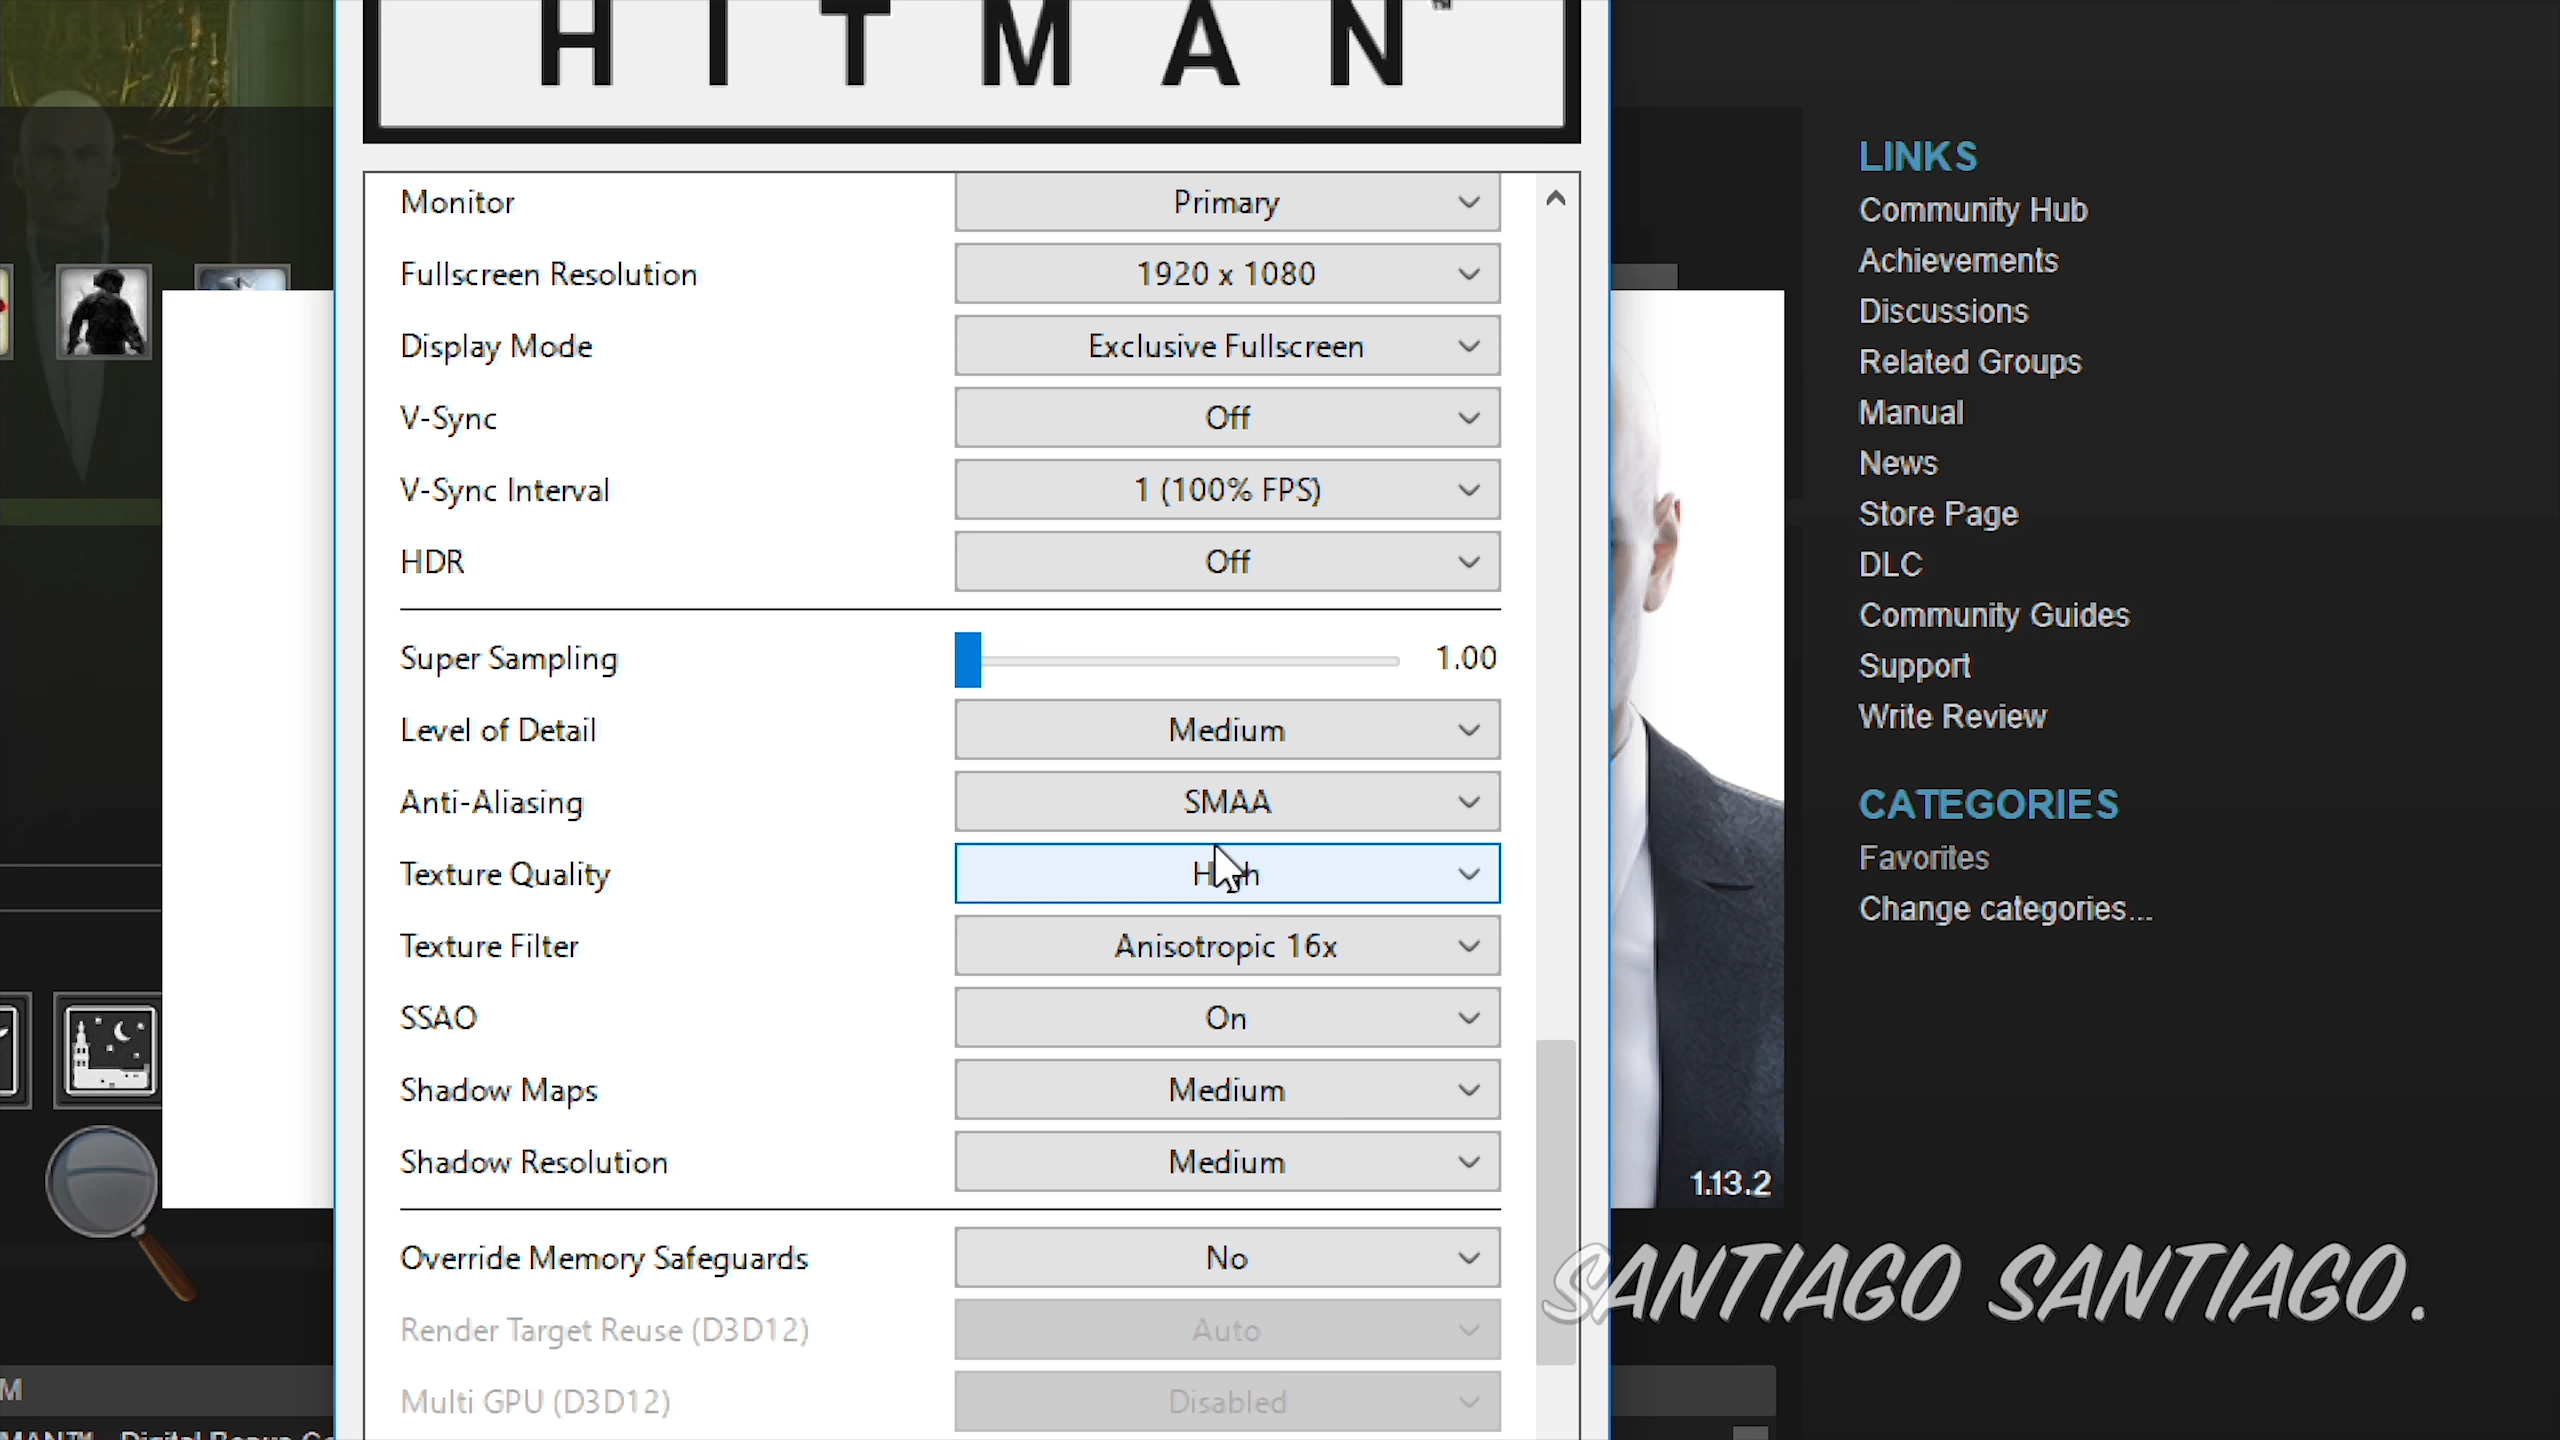 HITMAN™
Monitor Primary
Fullscreen Resolution 1920 x 1080
Display Mode Exclusive Fullscreen
V-Sync Off
V-Sync Interval 1 (100% FPS)
HDR Off
Super Sampling 1.00
Level of Detail Medium
Anti-Aliasing SMAA
Texture Quality
Texture Filter Anisotropic 16x
SSAO On
Shadow Maps Medium
Shadow Resolution Medium
Override Memory Safeguards No
Render Target Reuse (D3D12) Auto
Multi GPU (D3D12) Disabled
LINKS
Community Hub
Achievements
Discussions
Related Groups
Manual
News
Store Page
DLC
Community Guides
Support
Write Review
CATEGORIES
Favorites
Change categories...
1.13.2
SANTIAGO SANTIAGO.